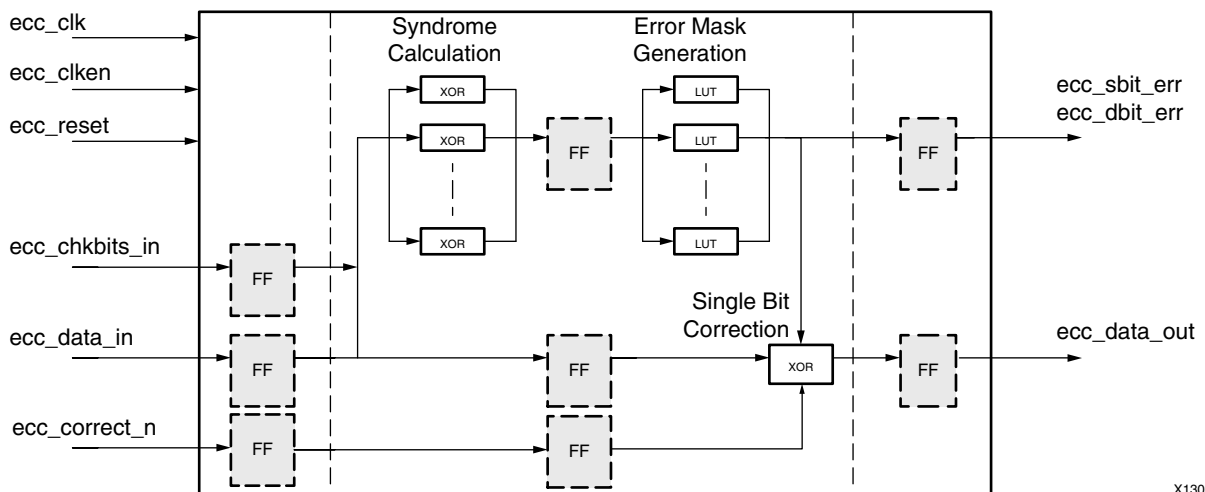 ecc_clk
ecc_clken
ecc_reset
ecc_chkbits_in
ecc_data_in
ecc_correct_n
Syndrome
Calculation
XOR
XOR
XOR
Error Mask
Generation
LUT
LUT
LUT
FF
FF
FF
FF
FF
FF
FF
FF
Single Bit
Correction
XOR
ecc_sbit_err
ecc_dbit_err
ecc_data_out
X130